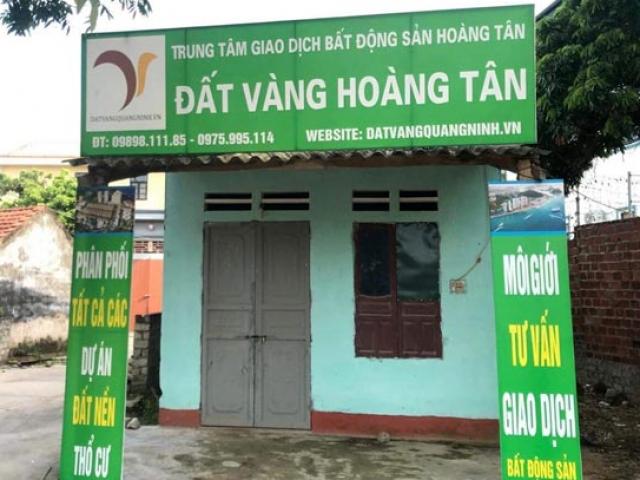 TRUNG TÂM GIAO DỊCH BẤT ĐỘNG SẢN HOÀNG TÂN
DATVANGQUANGNINH.VN
ĐẤT VÀNG HOÀNG TÂN
ĐT: 09898.111.85 - 0975.995.114 WEBSITE: DATVANGQUANGNINH.VN
PHÂN PHỐI
TẤT CẢ CÁC
DỰ ÁN
ĐẤT NỀN
THỔ CƯ
MÔI GIỚI
TƯ VẤN
GIAO DỊCH
BẤT ĐỘNG SẢN